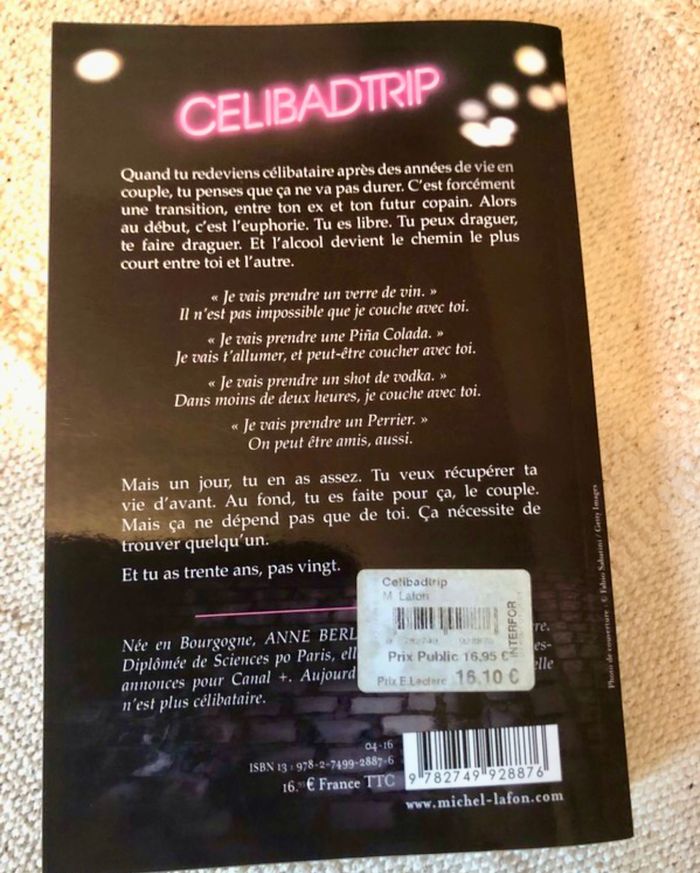 CELIBADTRIP
Quand tu redeviens célibataire après des années de vie en
couple, tu penses que ça ne va pas durer. C'est forcément
une transition, entre ton ex et ton futur copain. Alors
au début, c'est l'euphorie. Tu es libre. Tu peux draguer,
te faire draguer. Et l'alcool devient le chemin le plus
court entre toi et l'autre.
« Je vais prendre un verre de vin. »
Il n'est pas impossible que je couche avec toi.
« Je vais prendre une Piña Colada. »
Je vais t'allumer, et peut-être coucher avec toi.
« Je vais prendre un shot de vodka. »
Dans moins de deux heures, je couche avec toi.
« Je vais prendre un Perrier. »
On peut être amis, aussi.
Mais un jour, tu en as assez. Tu veux récupérer ta
vie d'avant. Au fond, tu es faite pour ça, le couple.
Mais ça ne dépend pas que de toi. Ça nécessite de
trouver quelqu'un.
Et tu as trente ans, pas vingt.
Celibadtrip
M. Lafon
INTERFOR
Prix Public 16.95 €
Prix E.Leclerc 16.10 €
Née en Bourgogne, ANNE BERL
Diplômée de Sciences po Paris, ell
annonces pour Canal +. Aujourd elle
n'est plus célibataire.
04-16
ISBN 13 : 978-2-7499-2887-6
16,95 € France TTC
9 782749 928876
www.michel-lafon.com
Photo de couverture : © Fabio Sabatini / Getty Images